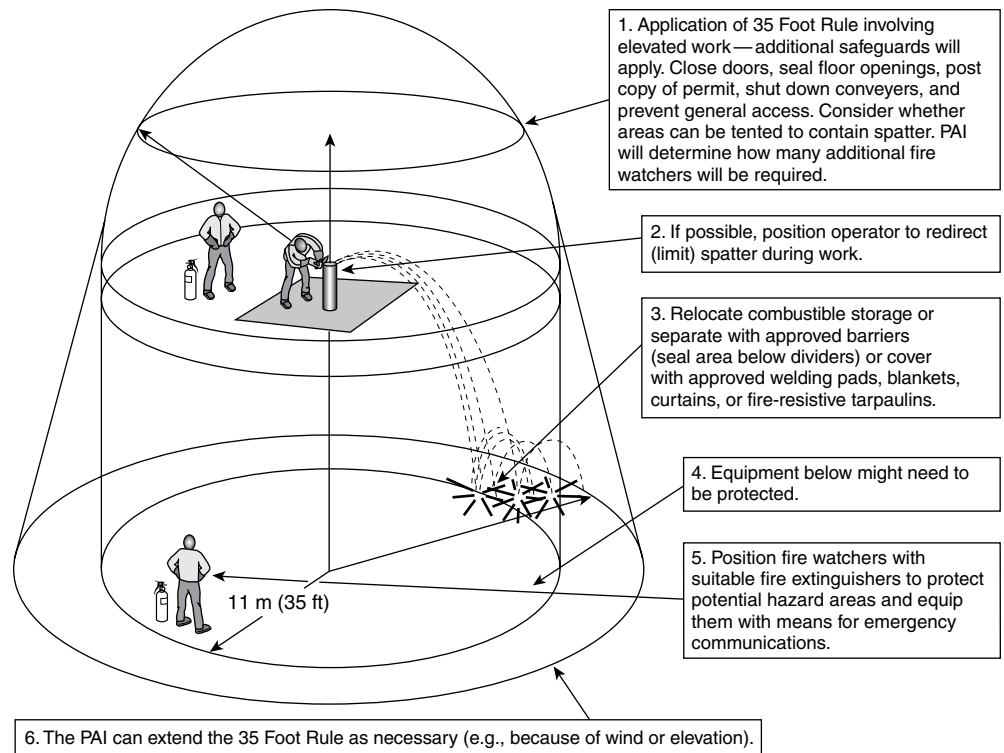 1. Application of 35 Foot Rule involving
elevated work — additional safeguards will
apply. Close doors, seal floor openings, post
copy of permit, shut down conveyers, and
prevent general access. Consider whether
areas can be tented to contain spatter. PAI
will determine how many additional fire
watchers will be required.
2. If possible, position operator to redirect
(limit) spatter during work.
3. Relocate combustible storage or
separate with approved barriers
(seal area below dividers) or cover
with approved welding pads, blankets,
curtains, or fire-resistive tarpaulins.
4. Equipment below might need to
be protected.
5. Position fire watchers with
suitable fire extinguishers to protect
potential hazard areas and equip
them with means for emergency
communications.
11 m (35 ft)
6. The PAI can extend the 35 Foot Rule as necessary (e.g., because of wind or elevation).